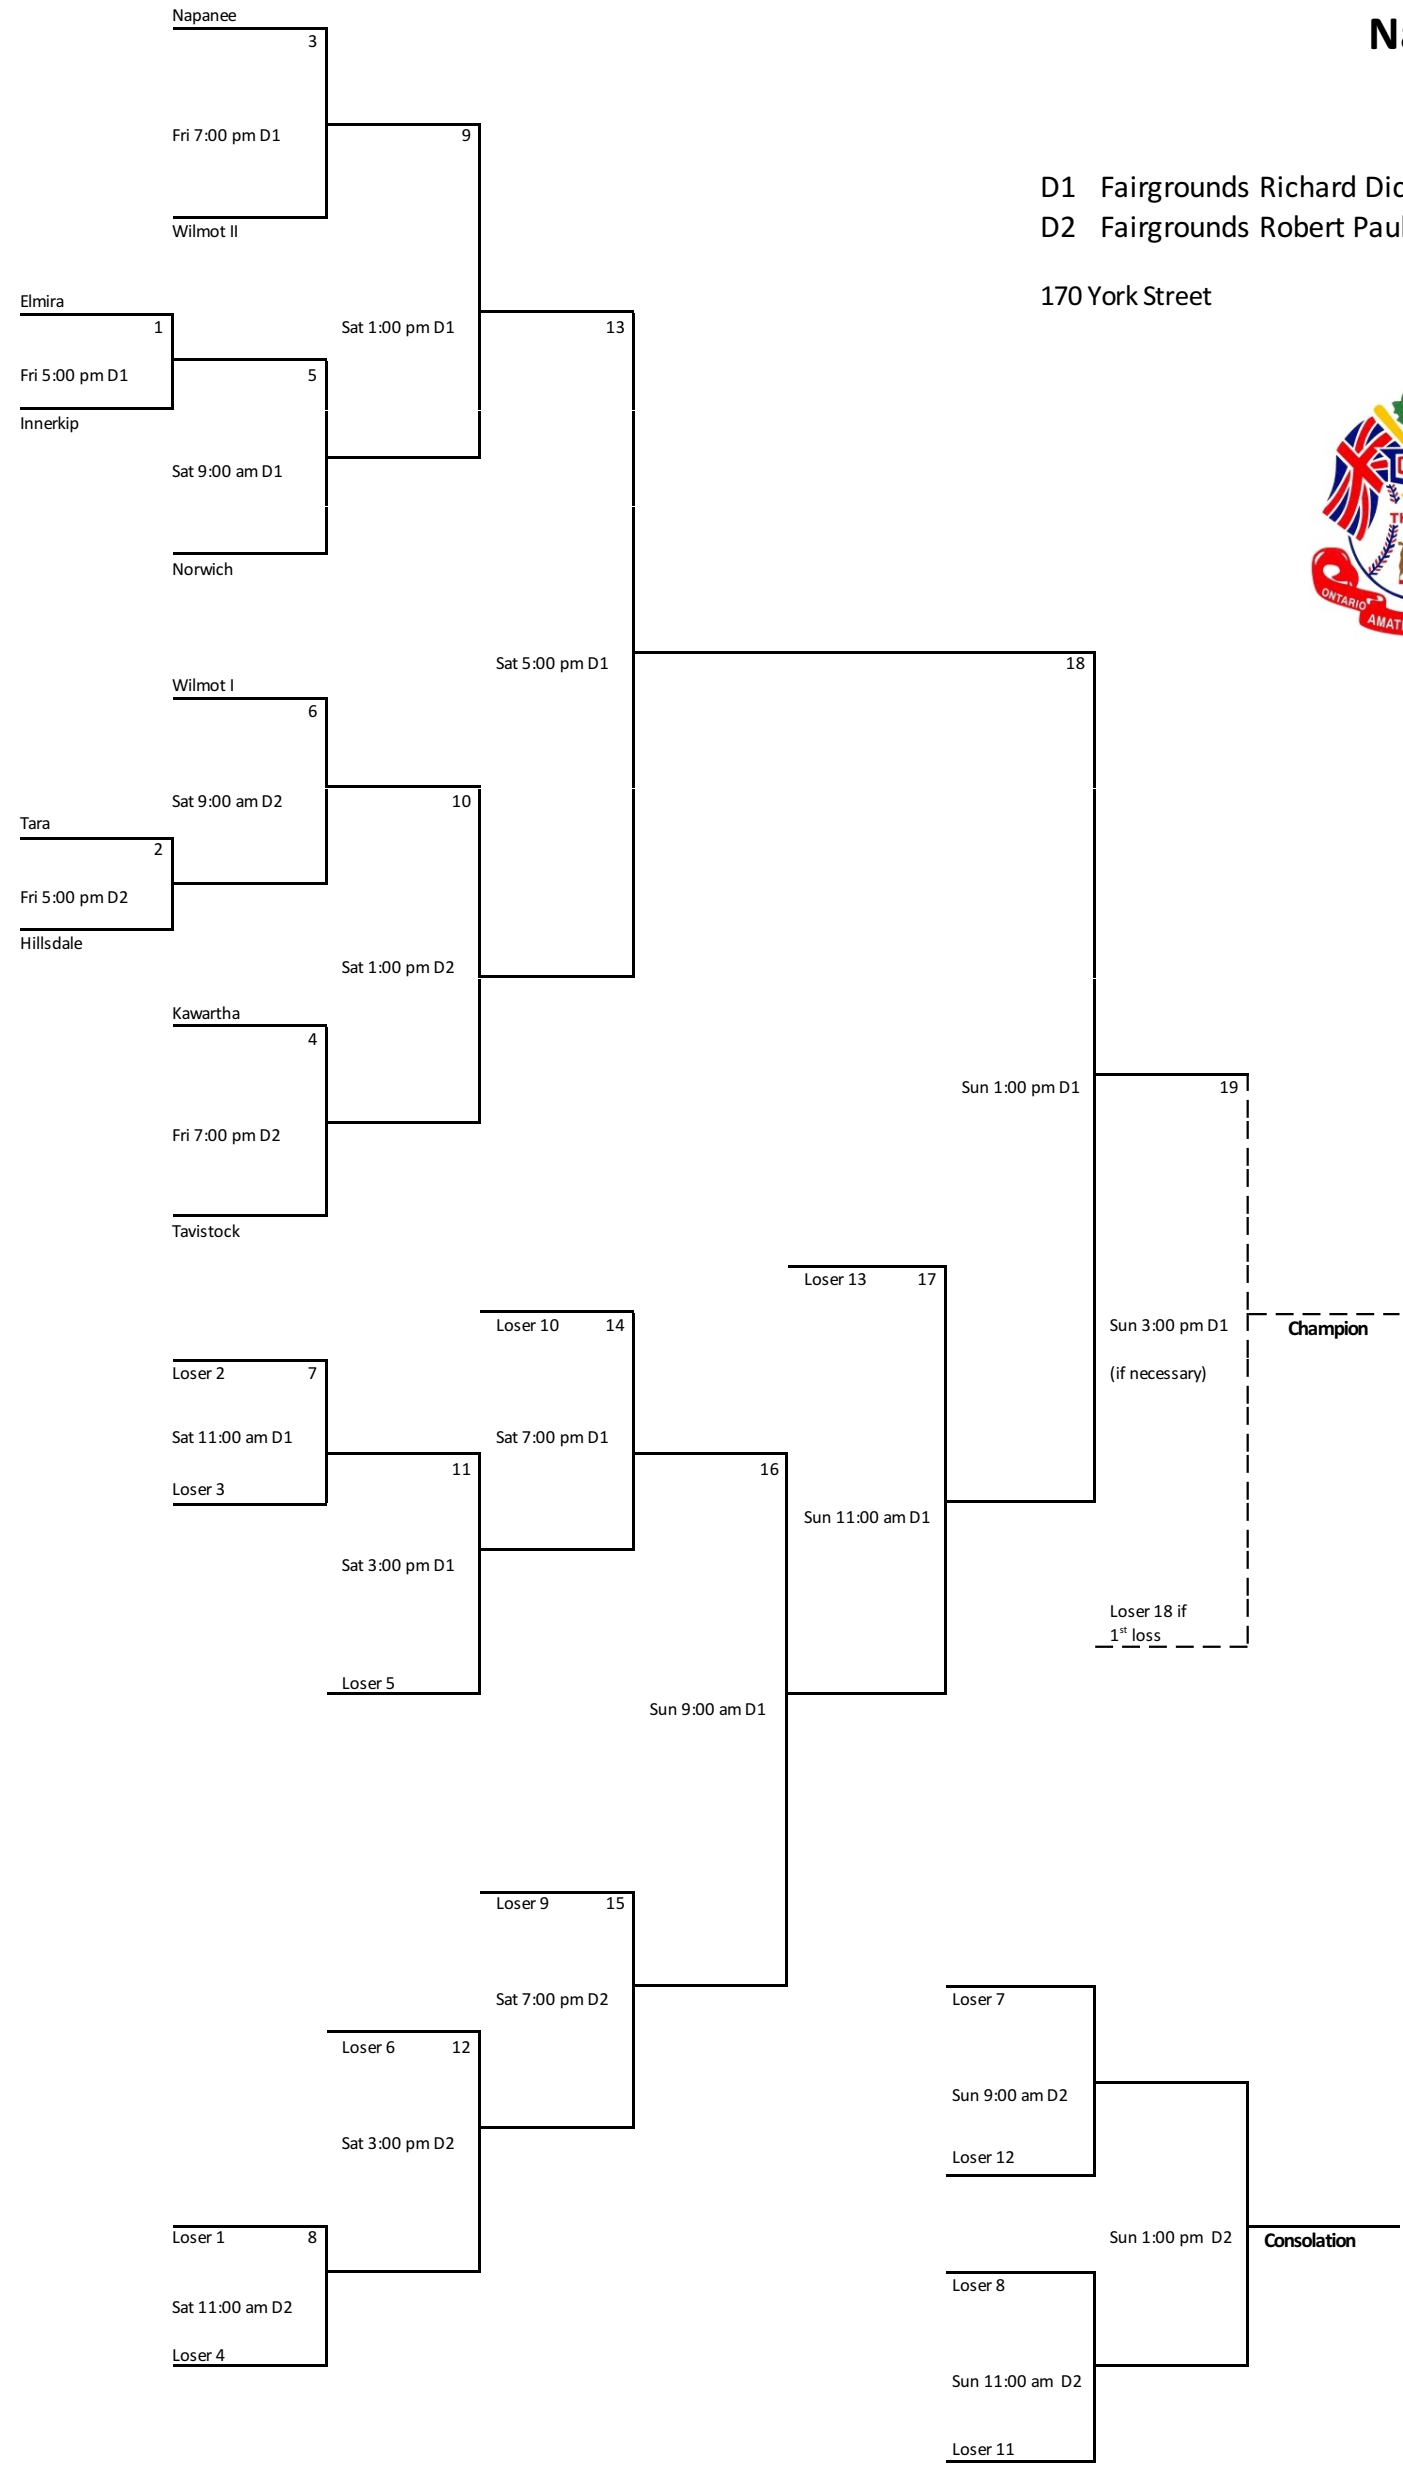 Napanee
3
Fri 7:00 pm D1
9
D1 Fairgrounds Richard
Wilmot II
D2 Fairgrounds Robert
Elmira
170 York Street
1
Sat 1:00 pm D1
13
Fri 5:00 pm D1
5
Innerkip
Sat 9:00 am D1
Norwich
ONTARIO
Sat 5:00 pm D1
18
Wilmot I
6
Sat 9:00 am D2
10
Tara
2
Fri 5:00 pm D2
Hillsdale
Sat 1:00 pm D2
Kawartha
4
Sun 1:00 pm D1
19
Fri 7:00 pm D2
Tavistock
Loser 13 17
Loser 10 14
Sun 3:00 pm D1
Champion
Loser 2 7
(if necessary)
Sat 11:00 am D1
Sat 7:00 pm D1
11
16
Loser 3
Sun 11:00 am D1
Sat 3:00 pm D1
Loser 18 if
1st loss
Loser 5
Sun 9:00 am D1
Loser 9 15
Sat 7:00 pm D2
Loser 7
Loser 6 12
Sun 9:00 am D2
Sat 3:00 pm D2
Loser 12
Loser 1 8
Sun 1:00 pm D2
Consolation
Loser 8
Sat 11:00 am D2
Loser 4
Sun 11:00 am D2
Loser 11